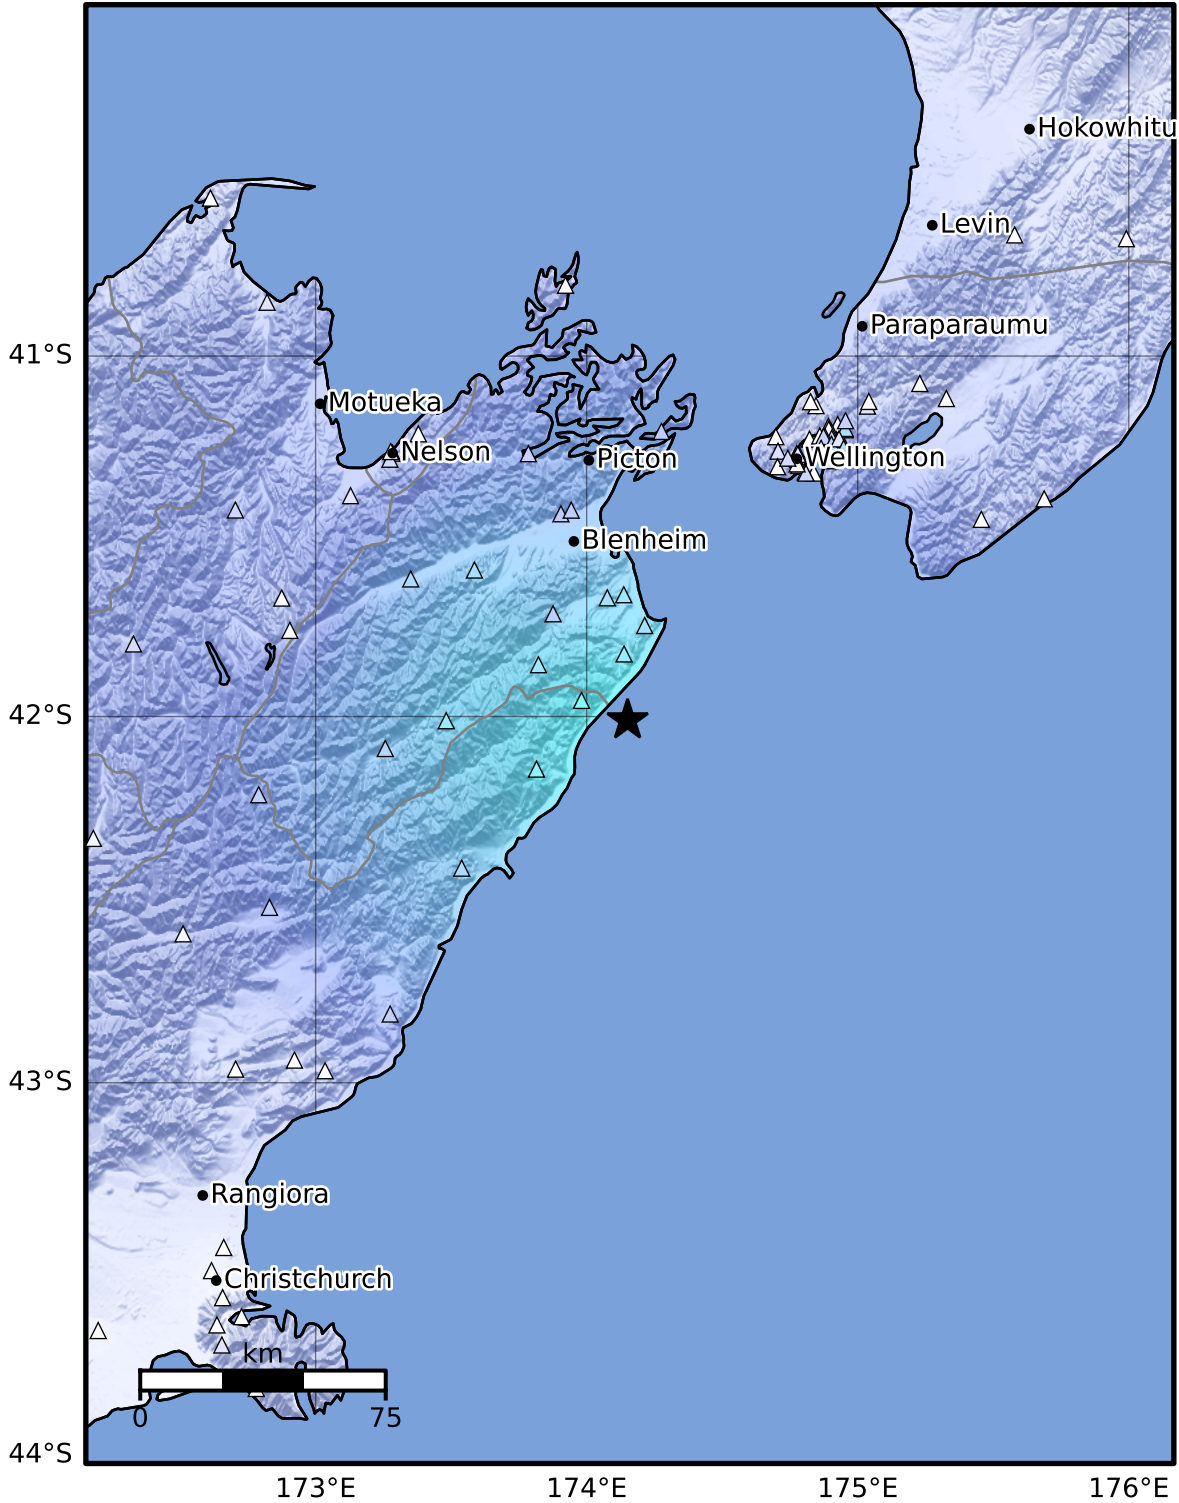 Hokowhitu
Levin
Paraparaumu
41°S
Motueka
Nelson
Picton
Wellington
Blenheim
42°S
43°S
Rangiora
Christchurch
km
0 75
44°S
173°E 174°E 175°E 176°E